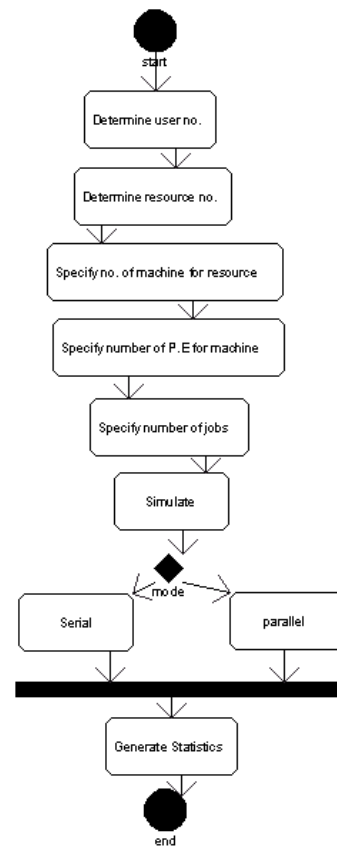 start
Determine user no.
Determine resource no.
Specify no. of machine for resource
Specify number of P.E for machine
Specify number of jobs
Simulate
mode
Serial
parallel
Generate Statistics
end